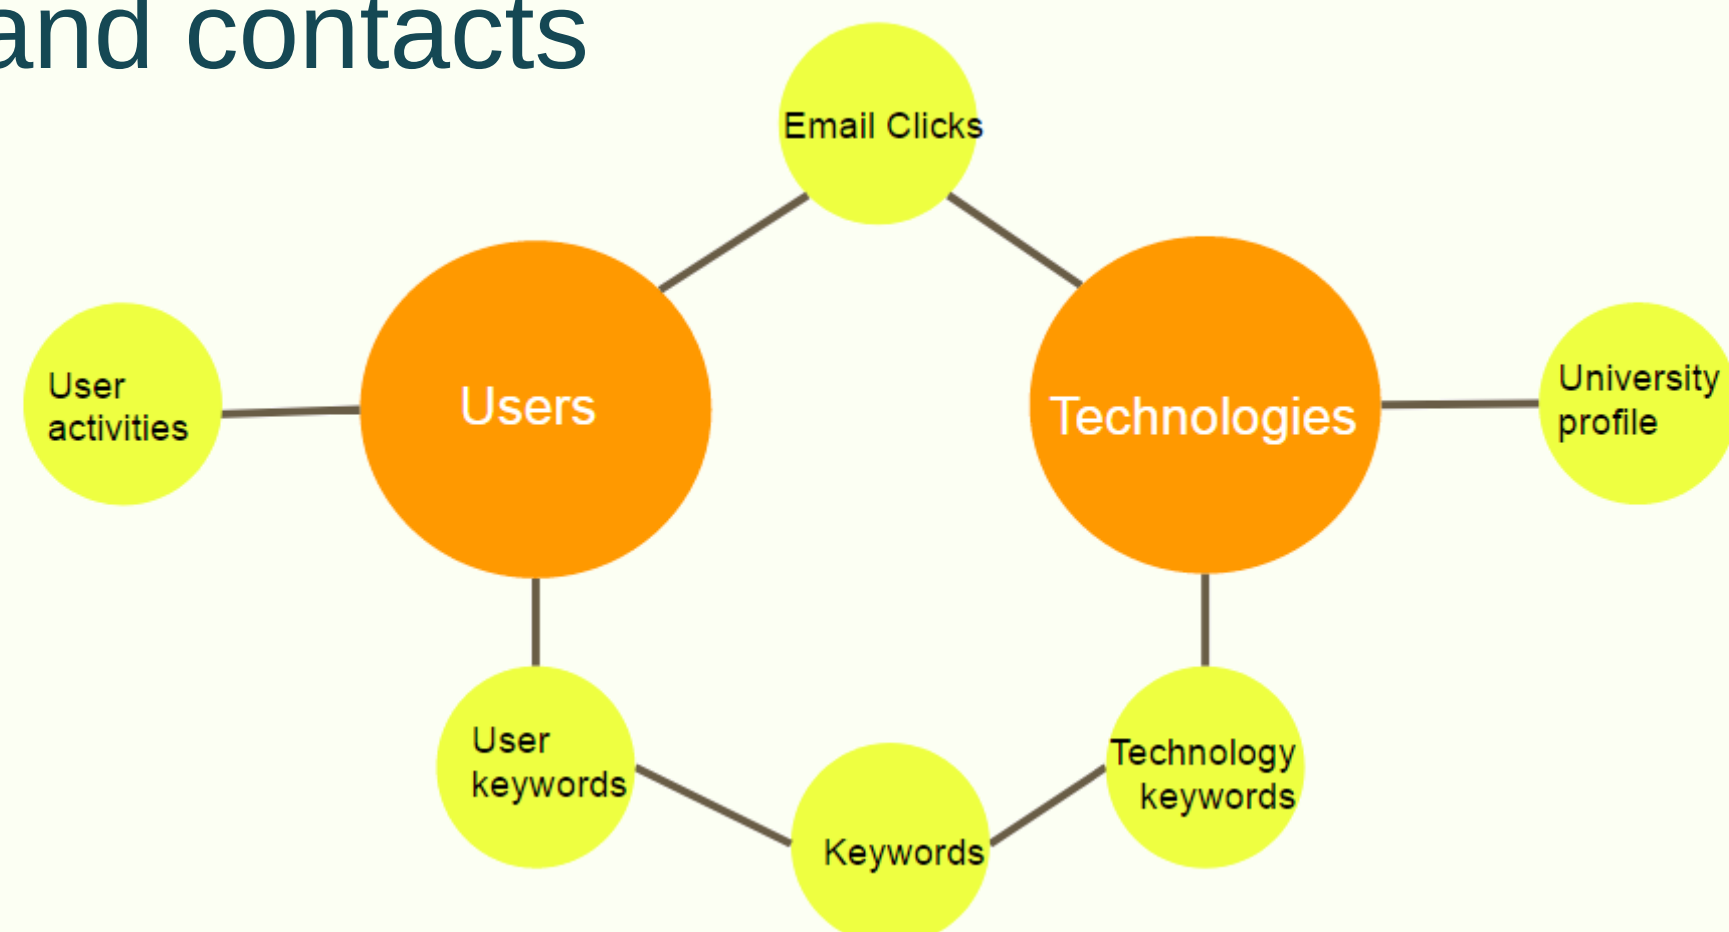 and contacts
Email Clicks
User
activities
Users
Technologies
University
profile
User
keywords
Keywords
Technology
keywords